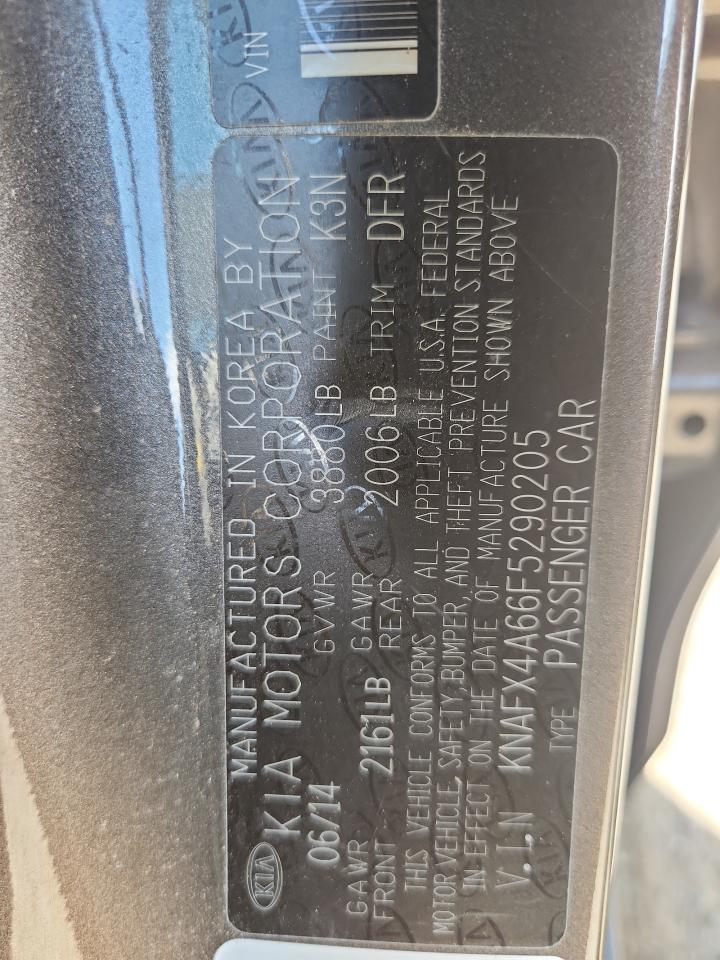 VIN
MANUFACTURED IN KOREA BY
KIA KIA MOTORS CORPORATION
06/14 GVWR 3880LB PAINT K3N
GAWR FRONT 2161LB GAWR REAR 2006LB TRIM DFR
THIS VEHICLE CONFORMS TO ALL APPLICABLE U.S.A. FEDERAL
MOTOR VEHICLE SAFETY,BUMPER,AND THEFT PREVENTION STANDARDS
IN EFFECT ON THE DATE OF MANUFACTURE SHOWN ABOVE
V.I.N KNAFX4A66F5290205
TYPE PASSENGER CAR